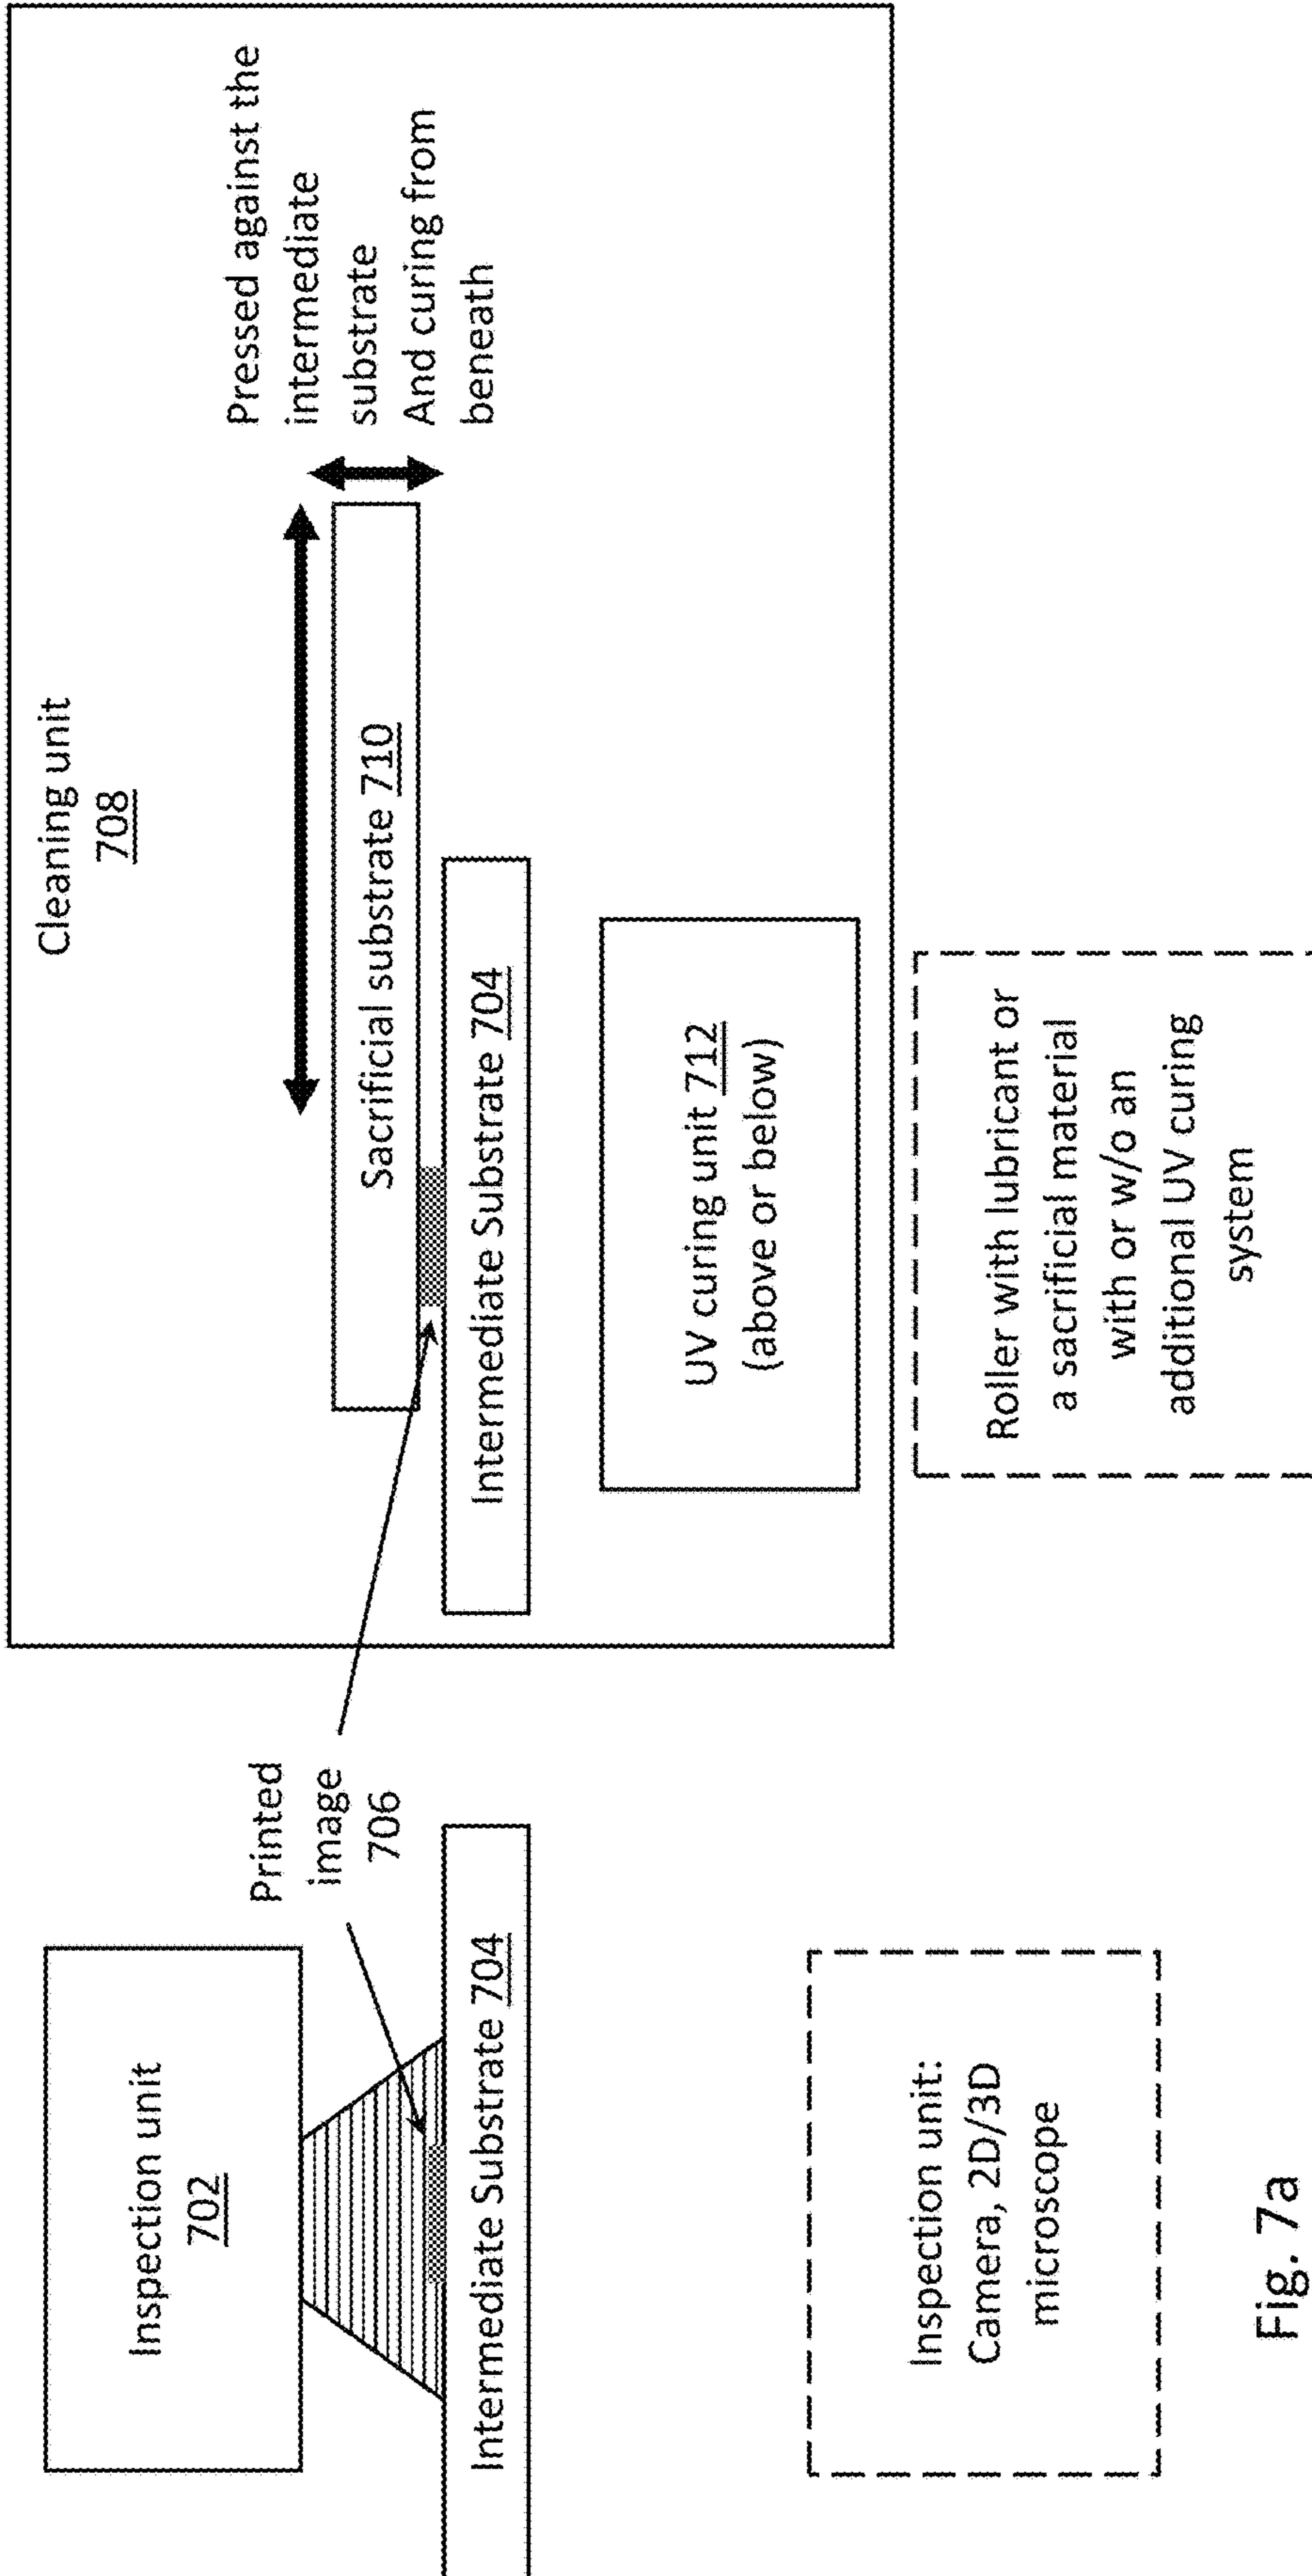 Inspection unit
702
Printed
image
706
Intermediate Substrate 704
Inspection unit:
Camera, 2D/3D
microscope
Cleaning unit
708
Pressed against the
intermediate
substrate
And curing from
beneath
Sacrificial substrate 710
Intermediate Substrate 704
UV curing unit 712
(above or below)
Roller with lubricant or
a sacrificial material
with or w/o an
additional UV curing
system
Fig. 7a